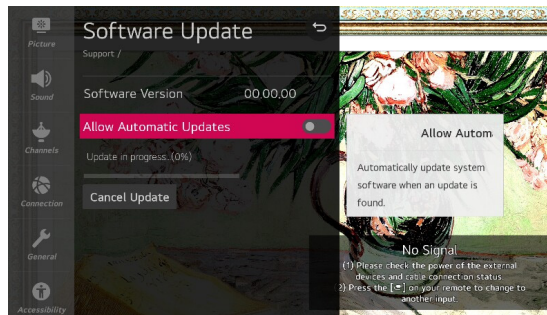 Software Update
Support /
Picture
Sound
Channels
Connection
General
Accessibility
Software Version 00.00.00
Allow Automatic Updates
Update in progress..(0%)
Cancel Update
Allow Autom
Automatically update system
software when an update is
found.
No Signal
(1) Please check the power of the external
devices and cable connection status.
2) Press the [ ] on your remote to change to
another input.